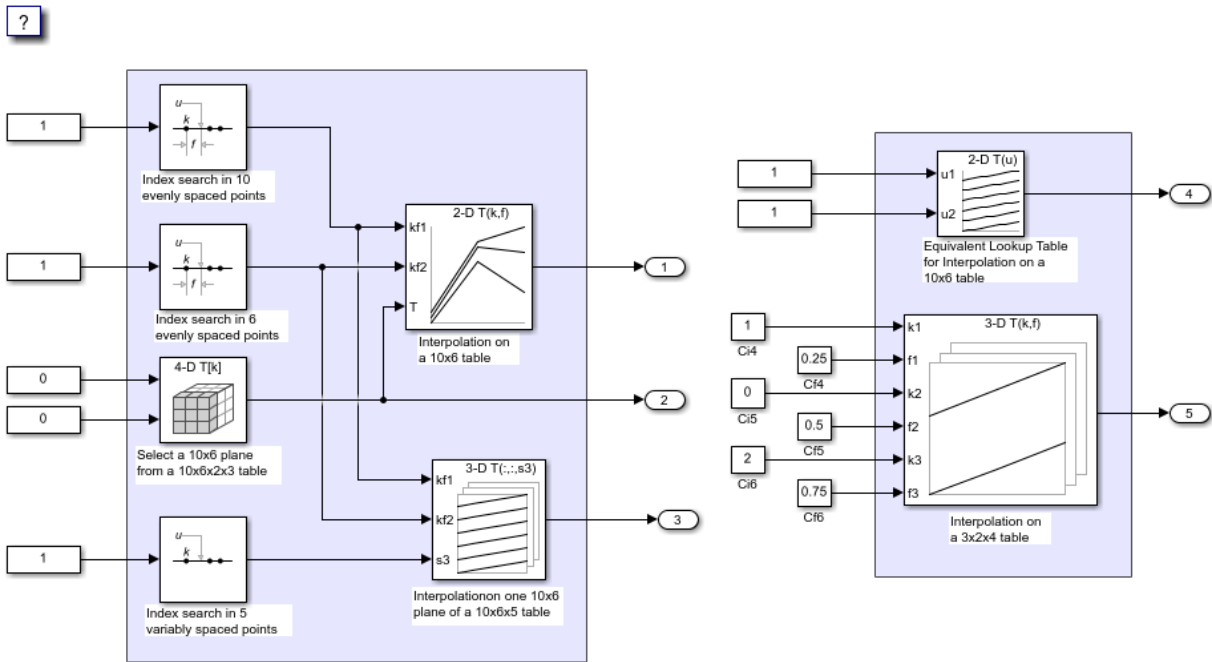 ?
1
u
k
f
Index search in 10
evenly spaced points
1
u
k
f
Index search in 6
evenly spaced points
2-D T(k,f)
kf1
kf2
T
Interpolation on
a 10x6 table
1
0
0
4-D T[k]
Select a 10x6 plane
from a 10x6x2x3 table
2
3-D T(:,:,s3)
kf1
kf2
s3
Interpolationon one 10x6
plane of a 10x6x5 table
3
1
u
k
Index search in 5
variably spaced points
1
1
2-D T(u)
u1
u2
Equivalent Lookup Table
for Interpolation on a
10x6 table
4
1
Ci4
0.25
Cf4
0
Ci5
0.5
Cf5
2
Ci6
0.75
Cf6
3-D T(k,f)
k1
f1
k2
f2
k3
f3
Interpolation on
a 3x2x4 table
5